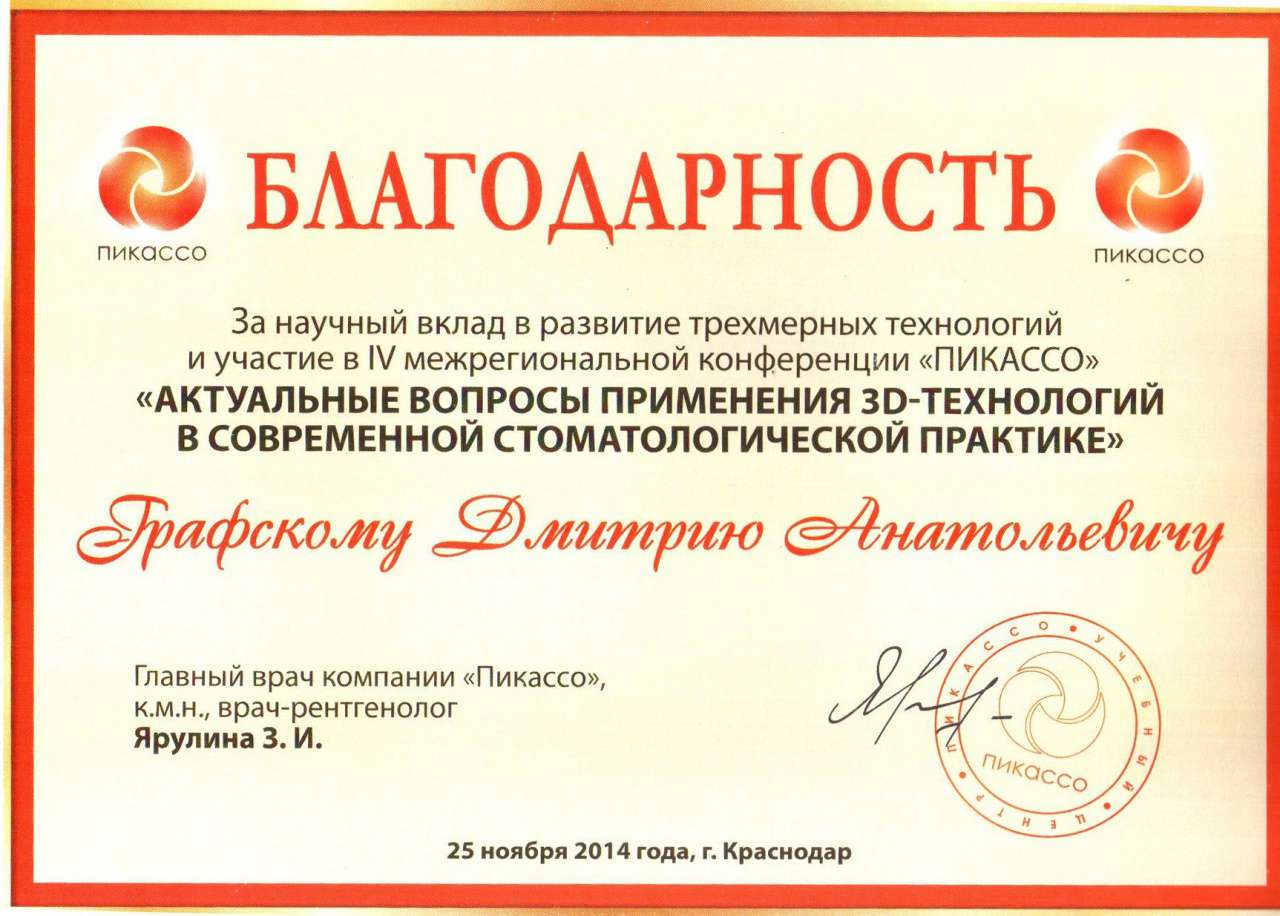 БЛАГОДАРНОСТЬ
пикассо
пикассо
За научный вклад в развитие трехмерных технологий
и участие в IV межрегиональной конференции «ПИКАССО»
«АКТУАЛЬНЫЕ ВОПРОСЫ ПРИМЕНЕНИЯ 3D-ТЕХНОЛОГИЙ
В СОВРЕМЕННОЙ СТОМАТОЛОГИЧЕСКОЙ ПРАКТИКЕ»
Графскому Дмитрию Анатольевичу
Главный врач компании «Пикассо»,
к.м.н., врач-рентгенолог
Ярулина З. И.
ПИКАССО • УЧЕБНЫЙ • ЦЕНТР •
пикассо
25 ноября 2014 года, г. Краснодар